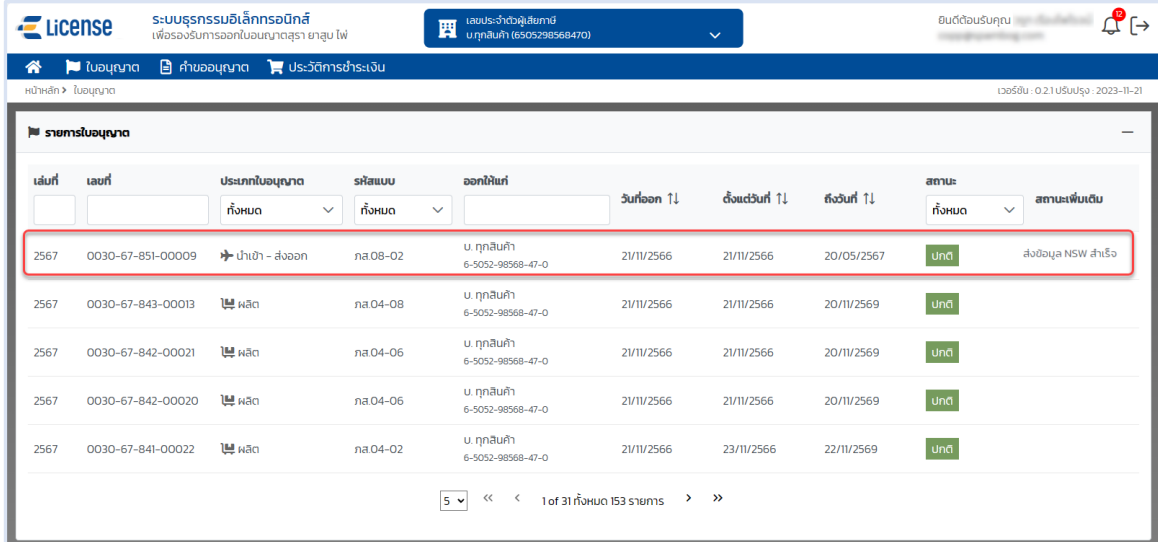 License
ระบบธุรกรรมอิเล็กทรอนิกส์
เพื่อรองรับการออกใบอนุญาตสุรา ยาสูบ ไพ่
เลขประจำตัวผู้เสียภาษี
บ.ทุกสินค้า (6505298568470)
ยินดีต้อนรับคุณ
12
ใบอนุญาต คำขออนุญาต ประวัติการชำระเงิน
หน้าหลัก > ใบอนุญาต
เวอร์ชัน : 0.2.1 ปรับปรุง : 2023-11-21
รายการใบอนุญาต
เล่มที่ เลขที่ ประเภทใบอนุญาต รหัสแบบ ออกให้แก่ วันที่ออก ตั้งแต่วันที่ ถึงวันที่ สถานะ สถานะเพิ่มเติม
ทั้งหมด ทั้งหมด ทั้งหมด
2567 0030-67-851-00009 นำเข้า - ส่งออก ภส.08-02 บ. ทุกสินค้า 21/11/2566 21/11/2566 20/05/2567 ปกติ ส่งข้อมูล NSW สำเร็จ
6-5052-98568-47-0
2567 0030-67-843-00013 ผลิต ภส.04-08 บ. ทุกสินค้า 21/11/2566 21/11/2566 20/11/2569 ปกติ
6-5052-98568-47-0
2567 0030-67-842-00021 ผลิต ภส.04-06 บ. ทุกสินค้า 21/11/2566 21/11/2566 20/11/2569 ปกติ
6-5052-98568-47-0
2567 0030-67-842-00020 ผลิต ภส.04-06 บ. ทุกสินค้า 21/11/2566 21/11/2566 20/11/2569 ปกติ
6-5052-98568-47-0
2567 0030-67-841-00022 ผลิต ภส.04-02 บ. ทุกสินค้า 21/11/2566 23/11/2566 22/11/2569 ปกติ
6-5052-98568-47-0
5 « ‹ 1 of 31 ทั้งหมด 153 รายการ › »